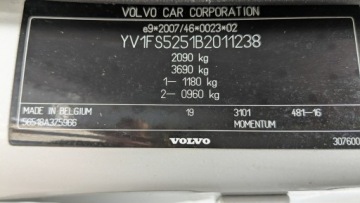 VOLVO CAR CORPORATION
e9*2007/46*0023*02
YV1FS5251B2011238
2090 kg
3690 kg
1- 1180 kg
2- 0960 kg
MADE IN BELGIUM 19 3101 481-16
5651BA3Z5966 MOMENTUM
VOLVO
307600